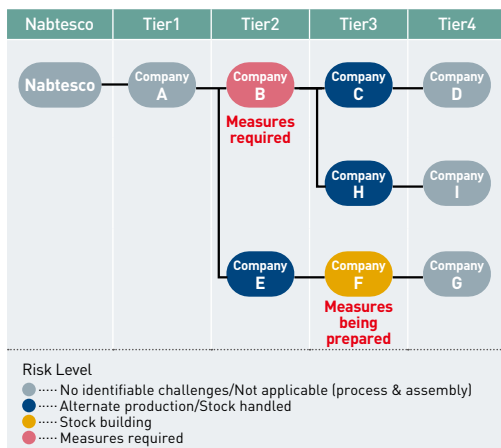 Nabtesco Tier1 Tier2 Tier3 Tier4
Nabtesco
Company
A
Company
B
Measures
required
Company
C
Company
D
Company
H
Company
I
Company
E
Company
F
Measures
being
prepared
Company
G
Risk Level
····· No identifiable challenges/Not applicable (process & assembly)
····· Alternate production/Stock handled
····· Stock building
····· Measures required